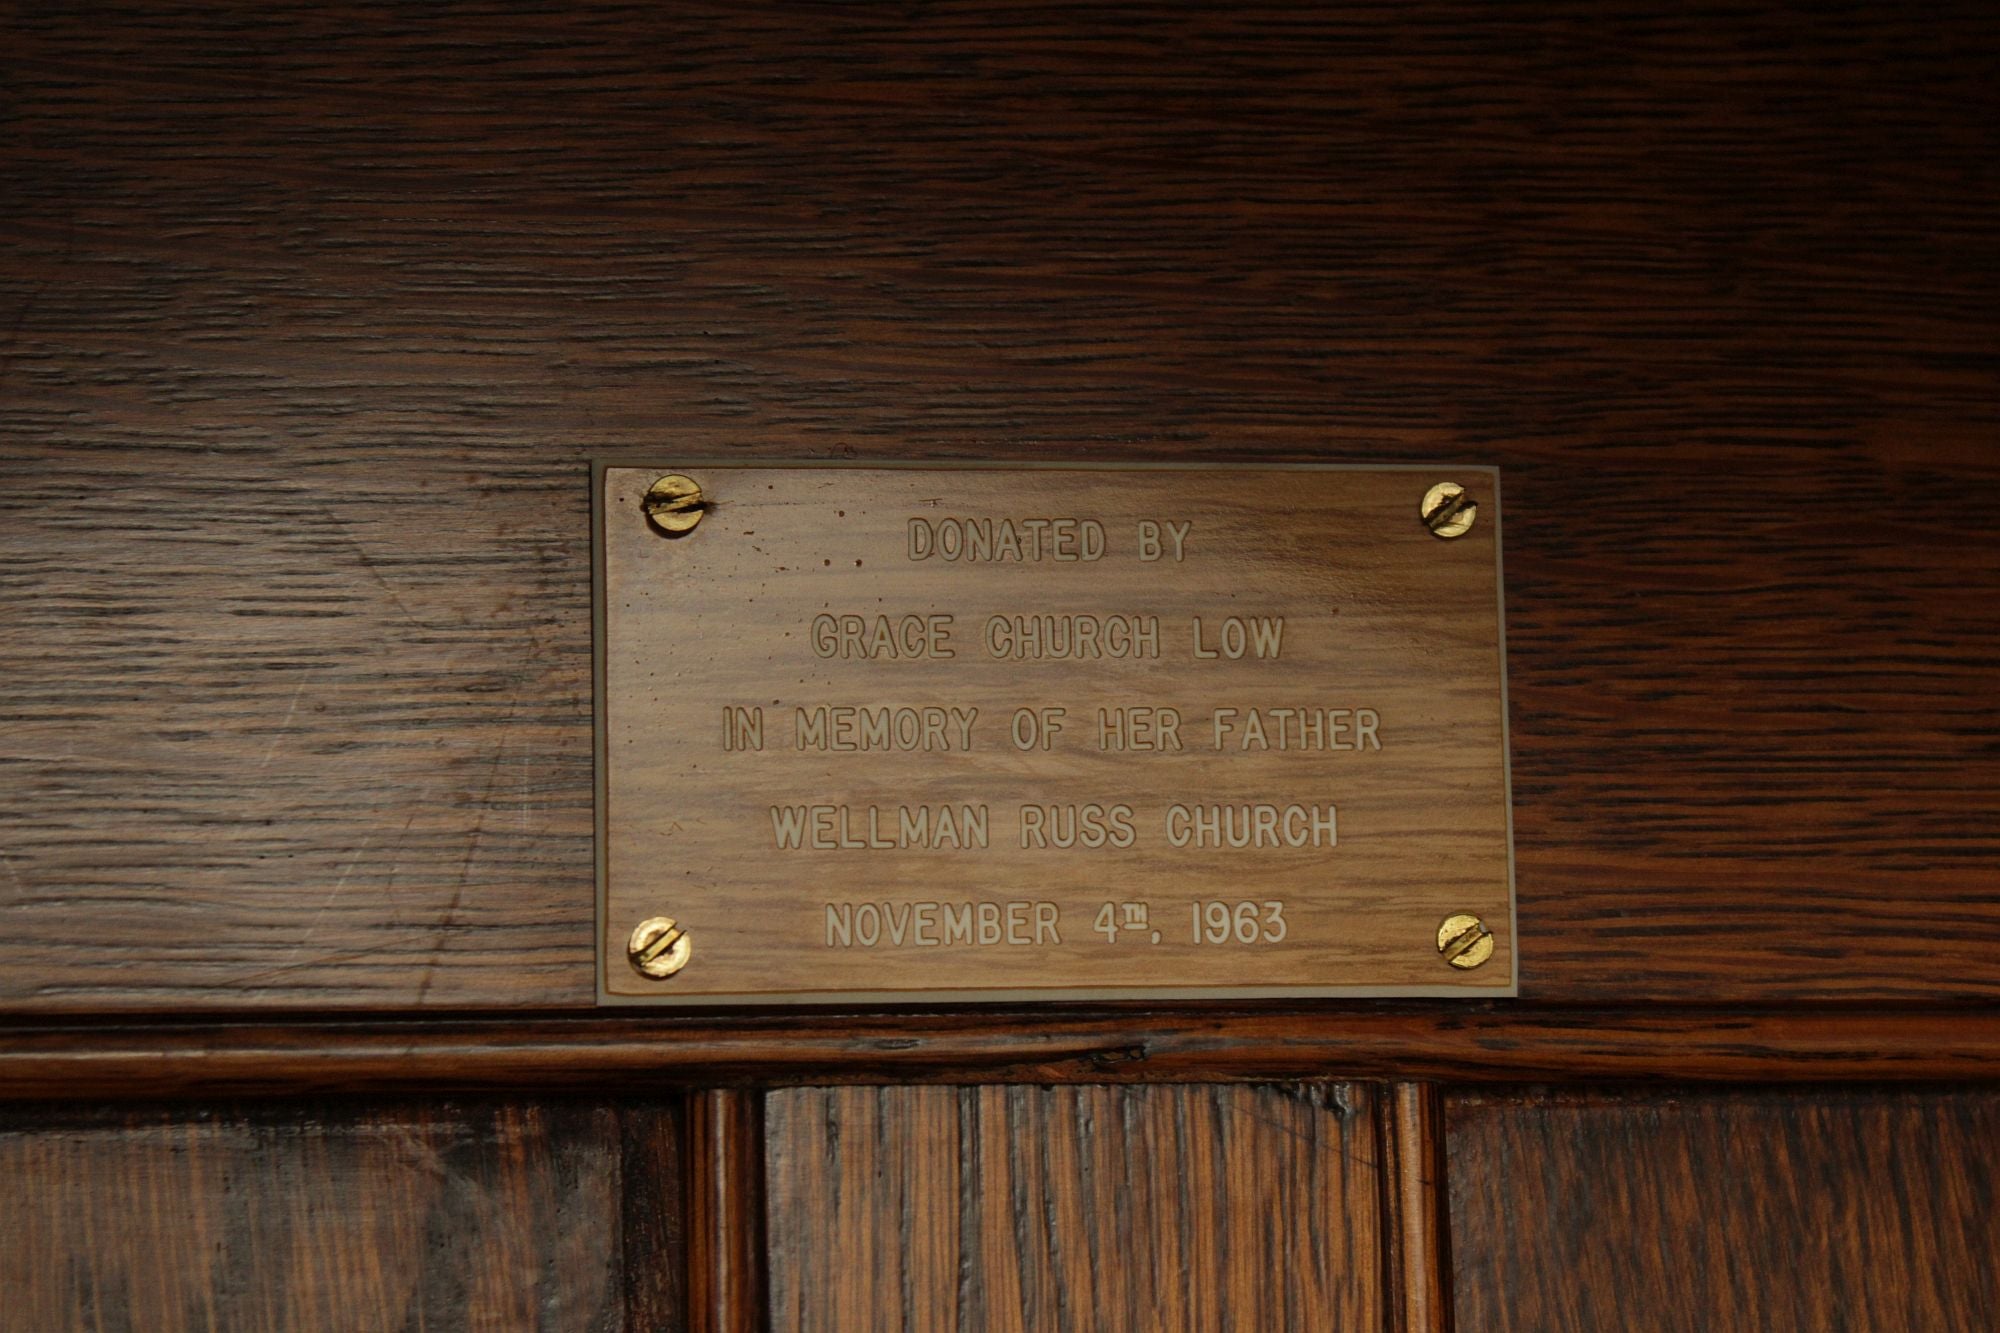 DONATED BY
GRACE CHURCH LOW
IN MEMORY OF HER FATHER
WELLMAN RUSS CHURCH
NOVEMBER 4TH, 1963